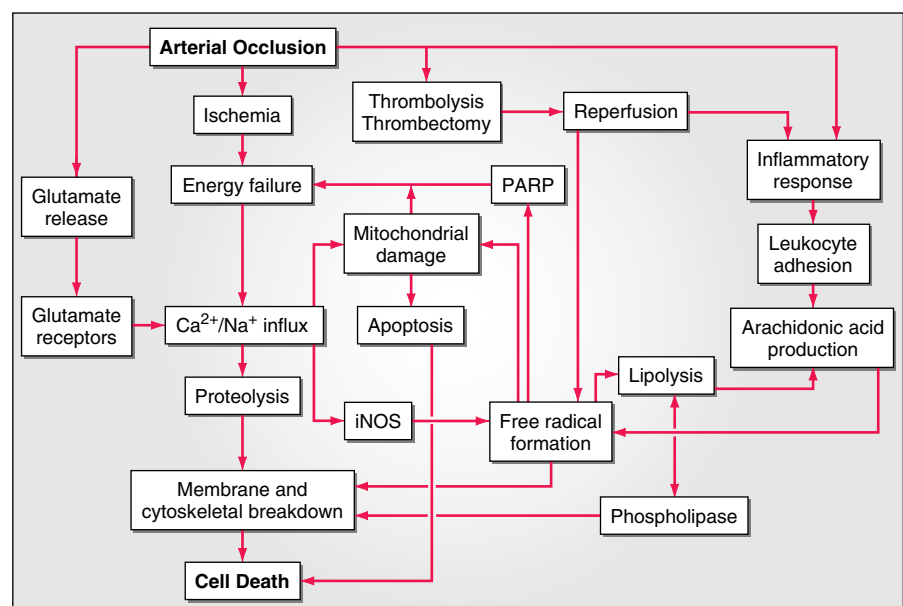 Arterial Occlusion
Ischemia
Thrombolysis
Thrombectomy
Reperfusion
Inflammatory
response
Glutamate
release
Energy failure
PARP
Mitochondrial
damage
Leukocyte
adhesion
Glutamate
receptors
Ca²⁺/Na⁺ influx
Apoptosis
Arachidonic acid
production
Proteolysis
iNOS
Free radical
formation
Lipolysis
Membrane and
cytoskeletal breakdown
Phospholipase
Cell Death